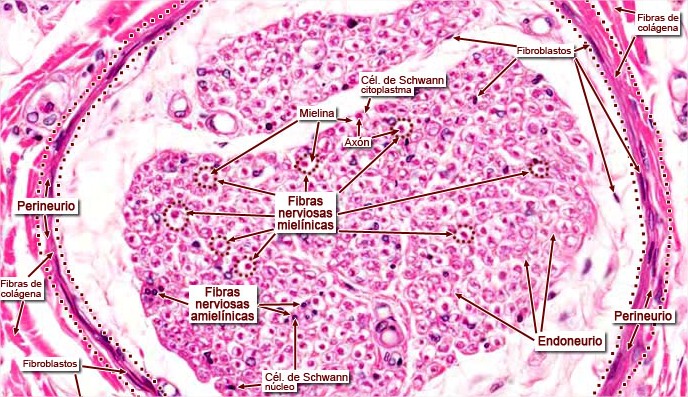 Fibras de
colágena
Fibroblastos
Cél. de Schwann
citoplastma
Mielina
Axón
Perineurio
Fibras
nerviosas
mielínicas
Fibras de
colágena
Fibras
nerviosas
amielínicas
Perineurio
Endoneurio
Fibroblastos
Cél. de Schwann
núcleo